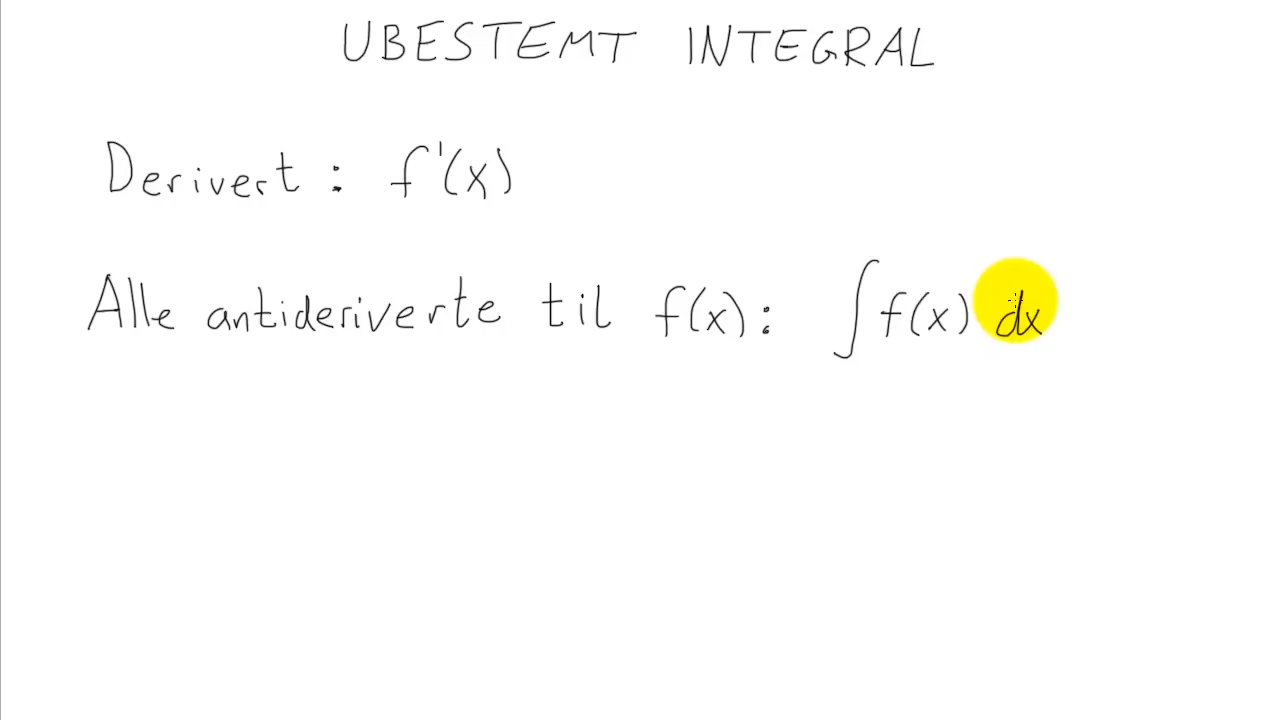 UBESTEMT INTEGRAL
Derivert : f'(x)
Alle antideriverte til f(x): ∫f(x) dx